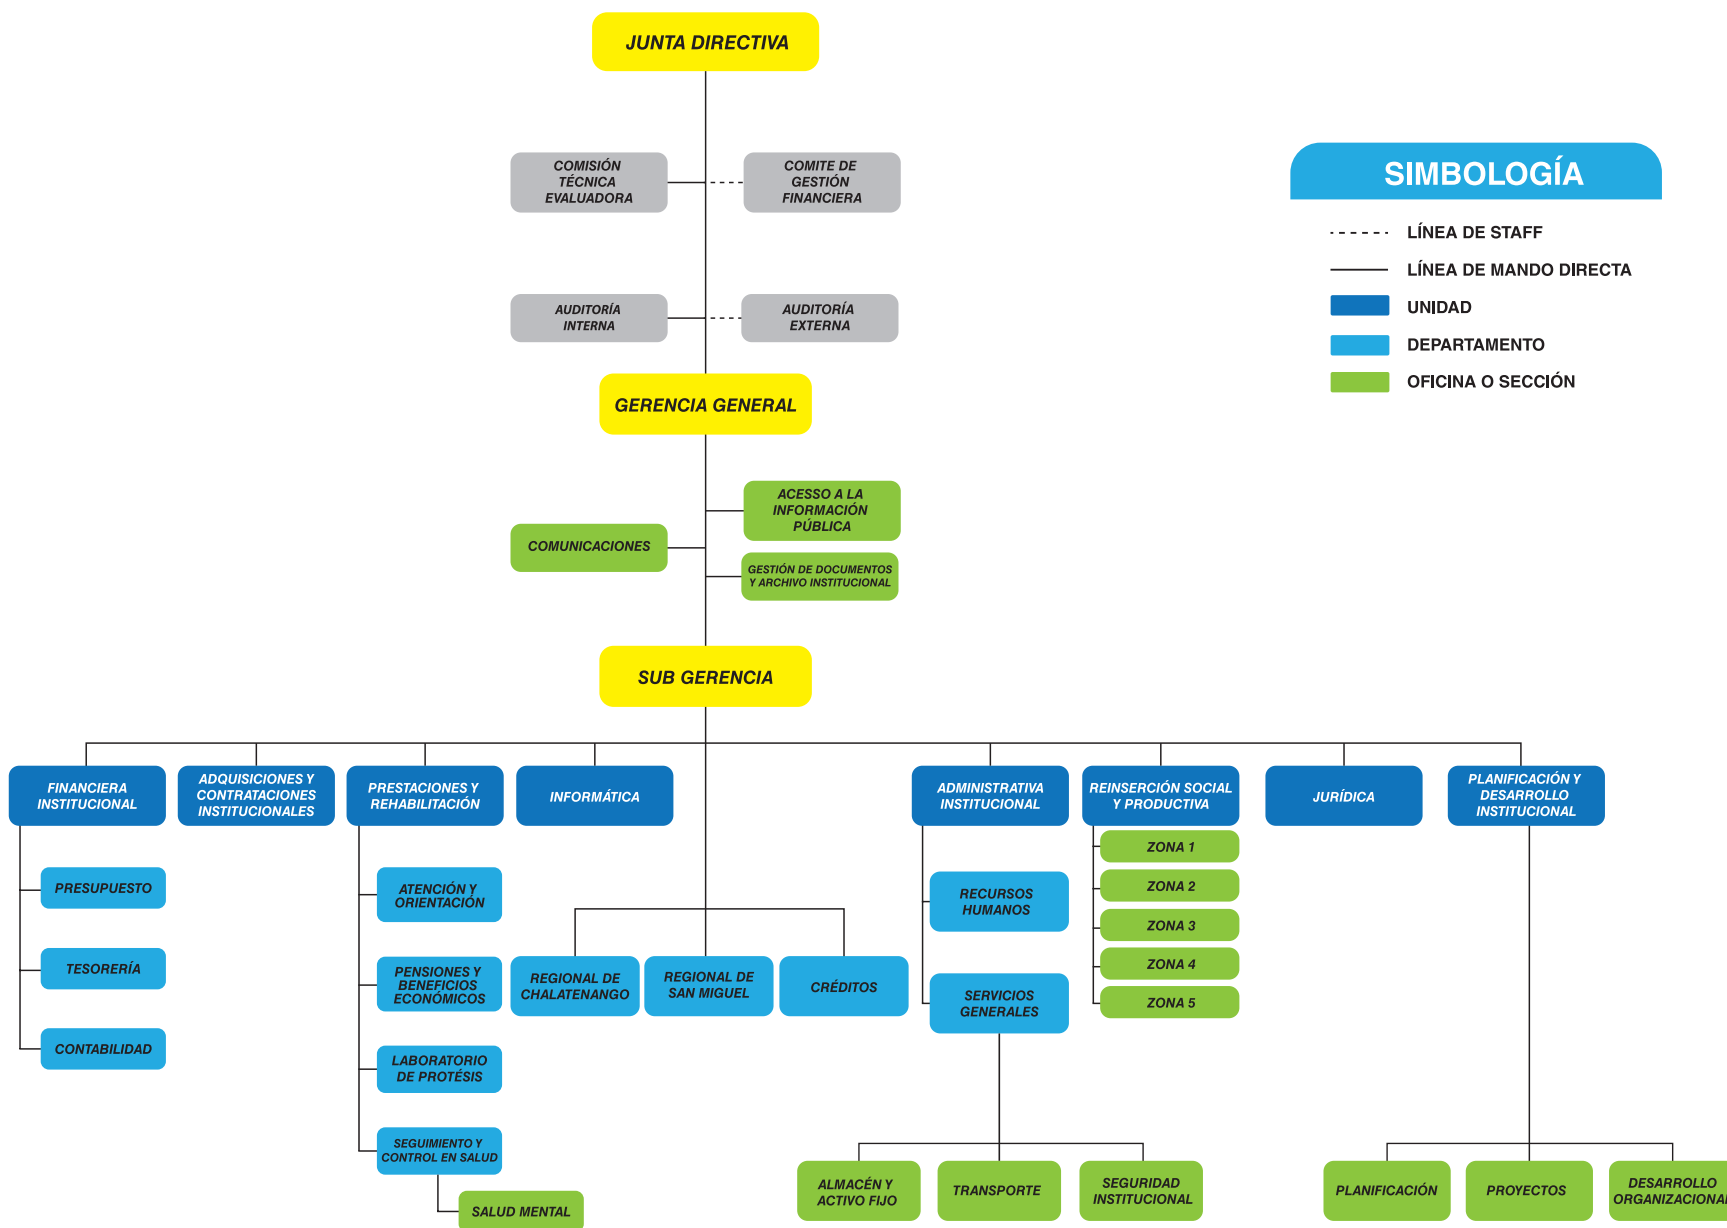 JUNTA DIRECTIVA
COMISIÓN
TÉCNICA
EVALUADORA
COMITE DE
GESTIÓN
FINANCIERA
AUDITORÍA
INTERNA
AUDITORÍA
EXTERNA
SIMBOLOGÍA
LÍNEA DE STAFF
LÍNEA DE MANDO DIRECTA
UNIDAD
DEPARTAMENTO
OFICINA O SECCIÓN
GERENCIA GENERAL
ACESSO A LA
INFORMACIÓN
PÚBLICA
COMUNICACIONES
GESTIÓN DE DOCUMENTOS
Y ARCHIVO INSTITUCIONAL
SUB GERENCIA
FINANCIERA
INSTITUCIONAL
ADQUISICIONES Y
CONTRATACIONES
INSTITUCIONALES
PRESTACIONES Y
REHABILITACIÓN
INFORMÁTICA
ADMINISTRATIVA
INSTITUCIONAL
REINSERCIÓN SOCIAL
Y PRODUCTIVA
JURÍDICA
PLANIFICACIÓN Y
DESARROLLO
INSTITUCIONAL
PRESUPUESTO
TESORERÍA
CONTABILIDAD
ATENCIÓN Y
ORIENTACIÓN
PENSIONES Y
BENEFICIOS
ECONÓMICOS
LABORATORIO
DE PROTÉSIS
SEGUIMIENTO Y
CONTROL EN SALUD
SALUD MENTAL
REGIONAL DE
CHALATENANGO
REGIONAL DE
SAN MIGUEL
CRÉDITOS
RECURSOS
HUMANOS
SERVICIOS
GENERALES
ZONA 1
ZONA 2
ZONA 3
ZONA 4
ZONA 5
ALMACÉN Y
ACTIVO FIJO
TRANSPORTE
SEGURIDAD
INSTITUCIONAL
PLANIFICACIÓN
PROYECTOS
DESARROLLO
ORGANIZACIONAL